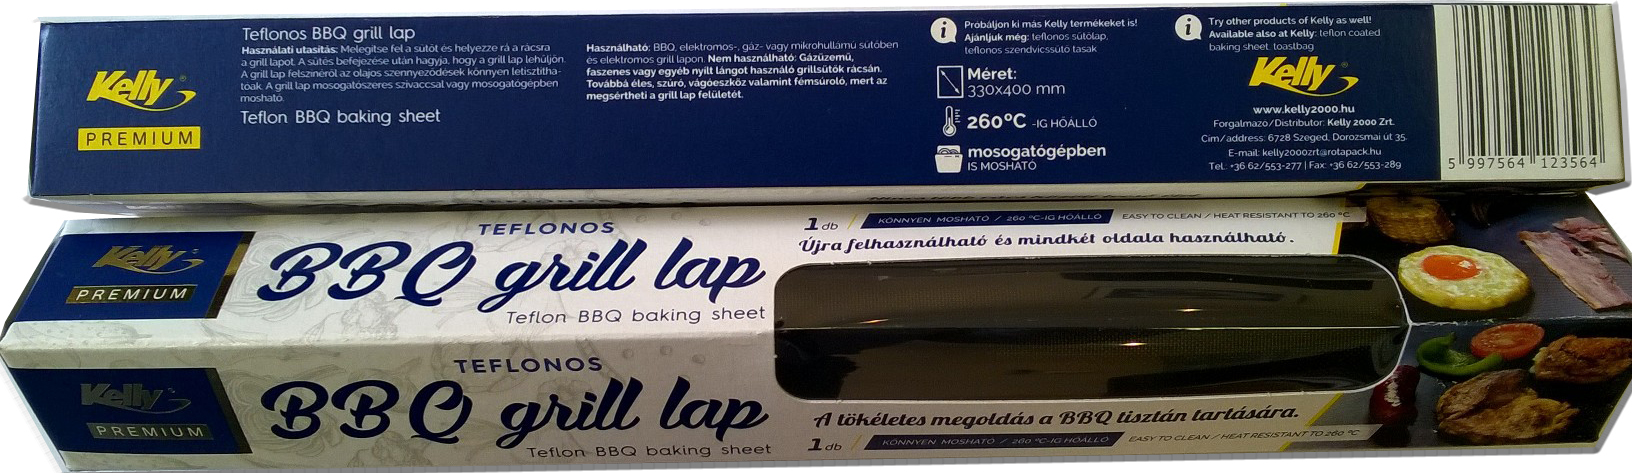 Kelly
PREMIUM
Teflonos BBQ grill lap
Használati utasítás: Melegítse fel a sütőt és helyezze rá a rácsra
a grill lapot. A sütés befejezése után hagyja, hogy a grill lap lehűljön.
A grill lap felszínéről az olajos szennyeződések könnyen letisztítha-
tóak. A grill lap mosogatószeres szivaccsal vagy mosogatógépben
mosható.
Teflon BBQ baking sheet
Használható: BBQ, elektromos-, gáz- vagy mikrohullámú sütőben
és elektromos grill lapon. Nem használható: Gázüzemű,
faszenes vagy egyéb nyílt lángot használó grillsütők rácsán.
Továbbá éles, szúró, vágóeszköz valamint fémsúroló, mert az
megsértheti a grill lap felületét.
Próbáljon ki más Kelly termékeket is!
Ajánljuk még: teflonos sütőlap,
teflonos szendvicssütő tasak
Méret:
330x400 mm
260°C -IG HŐÁLLÓ
mosogatógépben
IS MOSHATÓ
Try other products of Kelly as well!
Available also at Kelly: teflon coated
baking sheet, toastbag
Kelly
www.kelly2000.hu
Forgalmazó/Distributor: Kelly 2000 Zrt.
Cím/address: 6728 Szeged, Dorozsmai út 35.
E-mail: kelly2000zrt@rotapack.hu
Tel.: +36 62/553-277 | Fax: +36 62/553-289
5 997564 123564
Kelly
PREMIUM
TEFLONOS
BBQ grill lap
Teflon BBQ baking sheet
1 db
KÖNNYEN MOSHATÓ / 260 °C-IG HŐÁLLÓ
EASY TO CLEAN / HEAT RESISTANT TO 260 °C
Újra felhasználható és mindkét oldala használható.
Kelly
PREMIUM
TEFLONOS
BBQ grill lap
Teflon BBQ baking sheet
A tökéletes megoldás a BBQ tisztán tartására.
1 db
KÖNNYEN MOSHATÓ / 260 °C-IG HŐÁLLÓ
EASY TO CLEAN / HEAT RESISTANT TO 260 °C